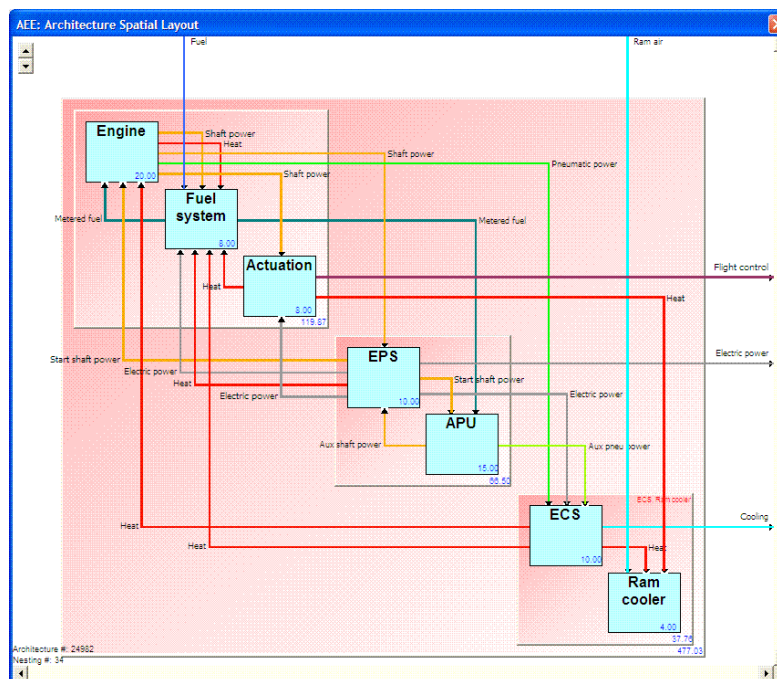 AEE: Architecture Spatial Layout
Fuel
Ram air
Engine
20.00
Shaft power
Heat
Shaft power
Pneumatic power
Shaft power
Fuel
system
8.00
Metered fuel
Metered fuel
Actuation
8.00
119.87
Heat
Flight control
Heat
Start shaft power
Electric power
Heat
Electric power
EPS
10.00
Electric power
Start shaft power
Electric power
APU
15.00
66.50
Aux shaft power
Aux pneu power
ECS, Ram cooler
ECS
10.00
Cooling
Heat
Heat
Heat
Ram
cooler
4.00
37.76
477.03
Architecture #: 24982
Nesting #: 34